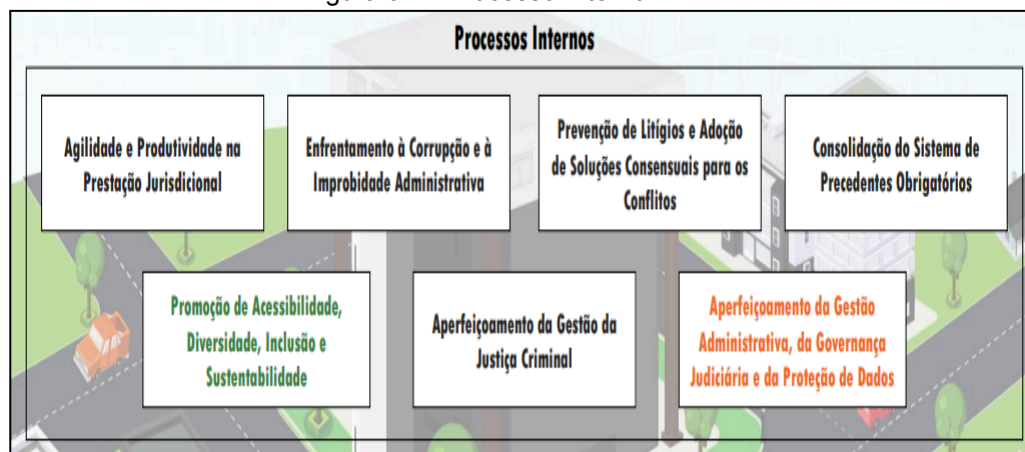 Processos Internos
Agilidade e Produtividade na
Prestação Jurisdicional
Enfrentamento à Corrupção e à
Improbidade Administrativa
Prevenção de Litígios e Adoção
de Soluções Consensuais para os
Conflitos
Consolidação do Sistema de
Precedentes Obrigatórios
Promoção de Acessibilidade,
Diversidade, Inclusão e
Sustentabilidade
Aperfeiçoamento da Gestão da
Justiça Criminal
Aperfeiçoamento da Gestão
Administrativa, da Governança
Judiciária e da Proteção de Dados